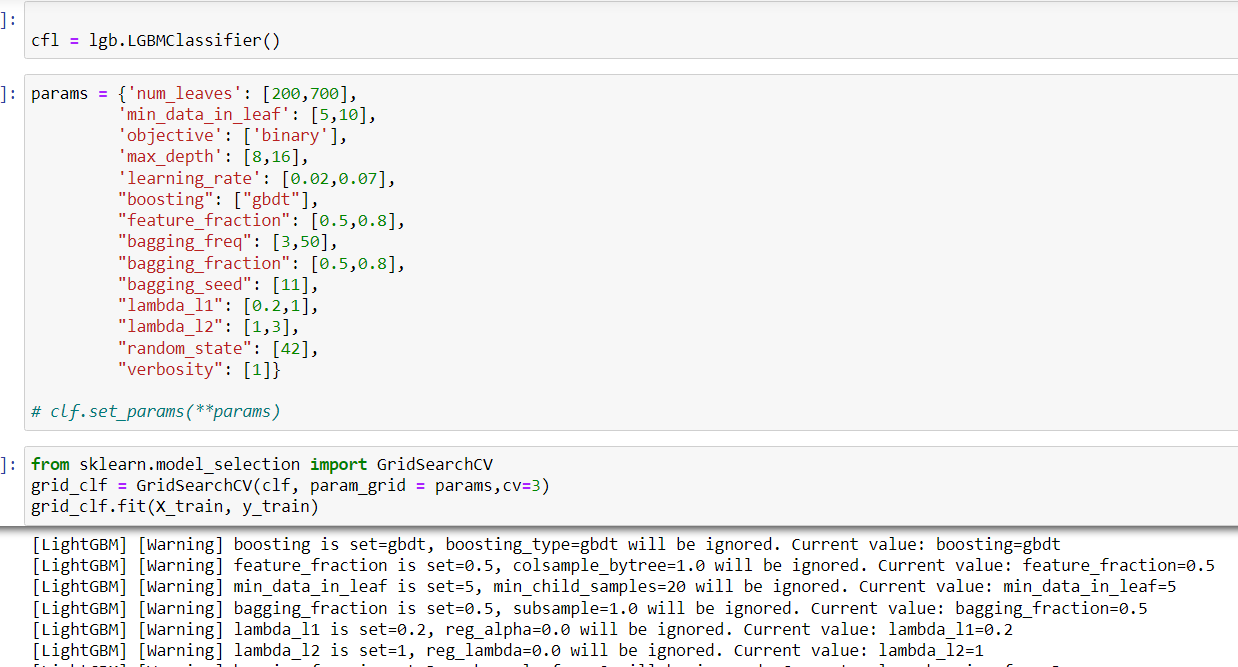 ]:
cfl = lgb.LGBMClassifier()
]: params = {'num_leaves': [200,700],
'min_data_in_leaf': [5,10],
'objective': ['binary'],
'max_depth': [8,16],
'learning_rate': [0.02,0.07],
"boosting": ["gbdt"],
"feature_fraction": [0.5,0.8],
"bagging_freq": [3,50],
"bagging_fraction": [0.5,0.8],
"bagging_seed": [11],
"lambda_l1": [0.2,1],
"lambda_l2": [1,3],
"random_state": [42],
"verbosity": [1]}
# clf.set_params(**params)
]: from sklearn.model_selection import GridSearchCV
grid_clf = GridSearchCV(clf, param_grid = params,cv=3)
grid_clf.fit(X_train, y_train)
[LightGBM] [Warning] boosting is set=gbdt, boosting_type=gbdt will be ignored. Current value: boosting=gbdt
[LightGBM] [Warning] feature_fraction is set=0.5, colsample_bytree=1.0 will be ignored. Current value: feature_fraction=0.5
[LightGBM] [Warning] min_data_in_leaf is set=5, min_child_samples=20 will be ignored. Current value: min_data_in_leaf=5
[LightGBM] [Warning] bagging_fraction is set=0.5, subsample=1.0 will be ignored. Current value: bagging_fraction=0.5
[LightGBM] [Warning] lambda_l1 is set=0.2, reg_alpha=0.0 will be ignored. Current value: lambda_l1=0.2
[LightGBM] [Warning] lambda_l2 is set=1, reg_lambda=0.0 will be ignored. Current value: lambda_l2=1